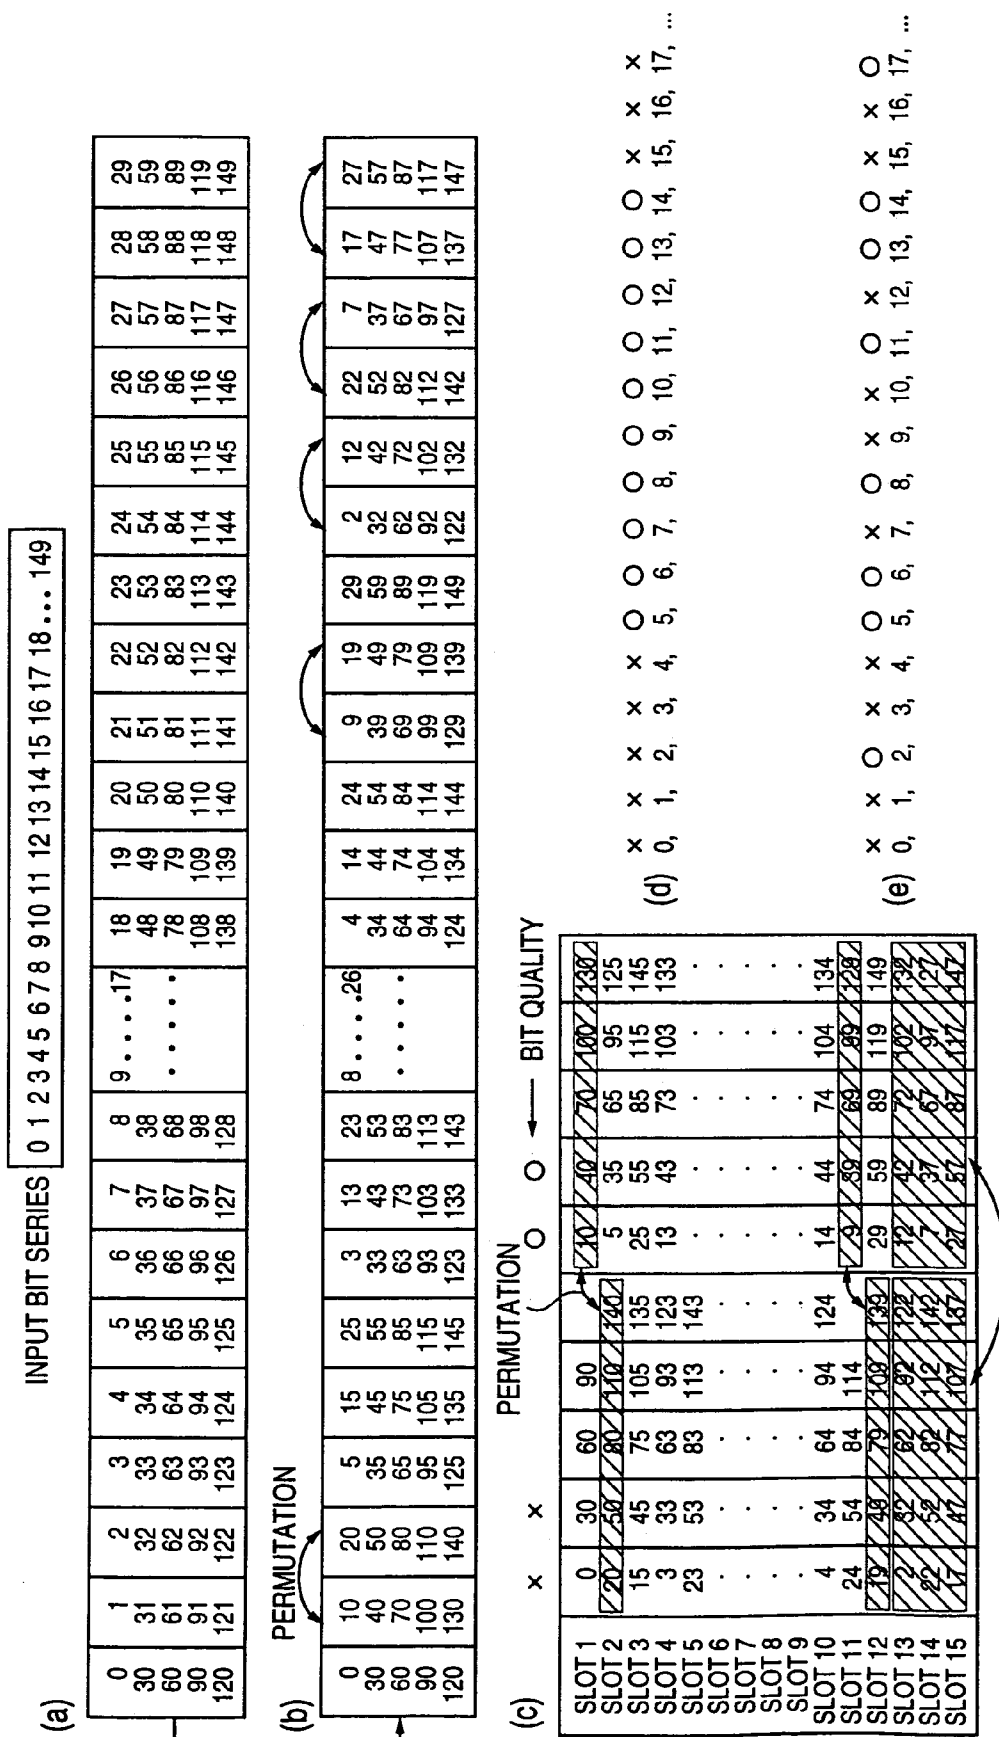 INPUT BIT SERIES 0 1 2 3 4 5 6 7 8 9 10 11 12 13 14 15 16 17 18... 149
(a)
0 1 2 3 4 5 6 7 8 9....17 18 19 20 21 22 23 24 25 26 27 28 29
30 31 32 33 34 35 36 37 38 48 49 50 51 52 53 54 55 56 57 58 59
60 61 62 63 64 65 66 67 68 ..... 78 79 80 81 82 83 84 85 86 87 88 89
90 91 92 93 94 95 96 97 98 108 109 110 111 112 113 114 115 116 117 118 119
120 121 122 123 124 125 126 127 128 138 139 140 141 142 143 144 145 146 147 148 149
(b)
PERMUTATION
0 10 20 5 15 25 3 13 23 8....26 4 14 24 9 19 29 2 12 22 7 17 27
30 40 50 35 45 55 33 43 53 34 44 54 39 49 59 32 42 52 37 47 57
60 70 80 65 75 85 63 73 83 ..... 64 74 84 69 79 89 62 72 82 67 77 87
90 100 110 95 105 115 93 103 113 94 104 114 99 109 119 92 102 112 97 107 117
120 130 140 125 135 145 123 133 143 124 134 144 129 139 149 122 132 142 127 137 147
(c)
PERMUTATION
× × ○ ○ ← BIT QUALITY
SLOT 1 0 30 60 90 10 40 70 100 130
SLOT 2 20 50 80 110 140 5 35 65 95 125
SLOT 3 15 45 75 105 135 25 55 85 115 145
SLOT 4 3 33 63 93 123 13 43 73 103 133
SLOT 5 23 53 83 113 143 . . . . .
SLOT 6 . . . . . . . . . .
SLOT 7 . . . . . . . . . .
SLOT 8 . . . . . . . . . .
SLOT 9 . . . . . . . . . .
SLOT 10 4 34 64 94 124 14 44 74 104 134
SLOT 11 24 54 84 114 9 39 69 99 129
SLOT 12 19 49 79 109 139 29 59 89 119 149
SLOT 13 2 32 62 92 122 12 42 72 102 132
SLOT 14 22 52 82 112 142 7 37 67 97 127
SLOT 15 17 47 77 107 137 27 57 87 117 147
(d)
× × × × × ○ ○ ○ ○ ○ ○ ○ ○ ○ ○ × × ×
0, 1, 2, 3, 4, 5, 6, 7, 8, 9, 10, 11, 12, 13, 14, 15, 16, 17, ...
(e)
× × ○ × × ○ ○ × ○ × × ○ × ○ ○ × × ○
0, 1, 2, 3, 4, 5, 6, 7, 8, 9, 10, 11, 12, 13, 14, 15, 16, 17, ...